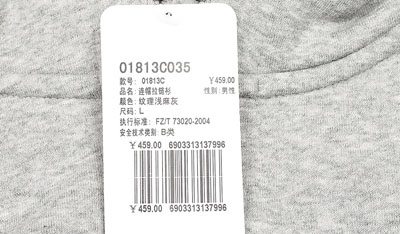 01813C035
款号: 01813C ￥459.00
品名: 连帽拉链衫 性别: 男性
颜色: 纹理浅麻灰
尺码: L
执行标准: FZ/T 73020-2004
安全技术类别: B类
￥459.00 6903313137996
￥459.00 6903313137996